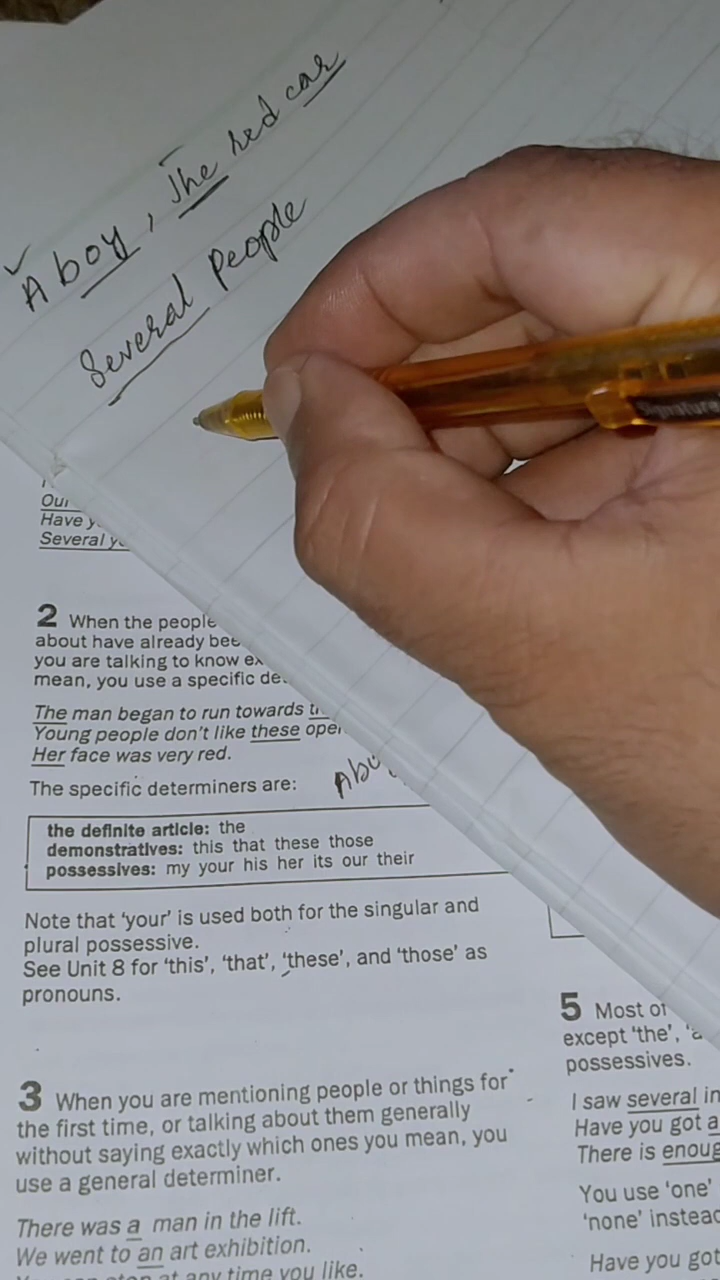 A boy, The red car
Several People
Signature
Our
Have
Several
2 When the people
about have already
you are talking to know
mean, you use a specific
The man began to run towards
Young people don't like these
Her face was very red.
The specific determiners are:
the definite article: the
demonstratives: this that these those
possessives: my your his her its our their
Note that 'your' is used both for the singular and
plural possessive.
See Unit 8 for 'this', 'that', 'these', and 'those' as
pronouns.
3 When you are mentioning people or things for
the first time, or talking about them generally
without saying exactly which ones you mean, you
use a general determiner.
There was a man in the lift.
We went to an art exhibition.
at any time you like.
5 Most of
except 'the',
possessives.
I saw several
Have you got
There is
You use 'one'
'none'
Have you got